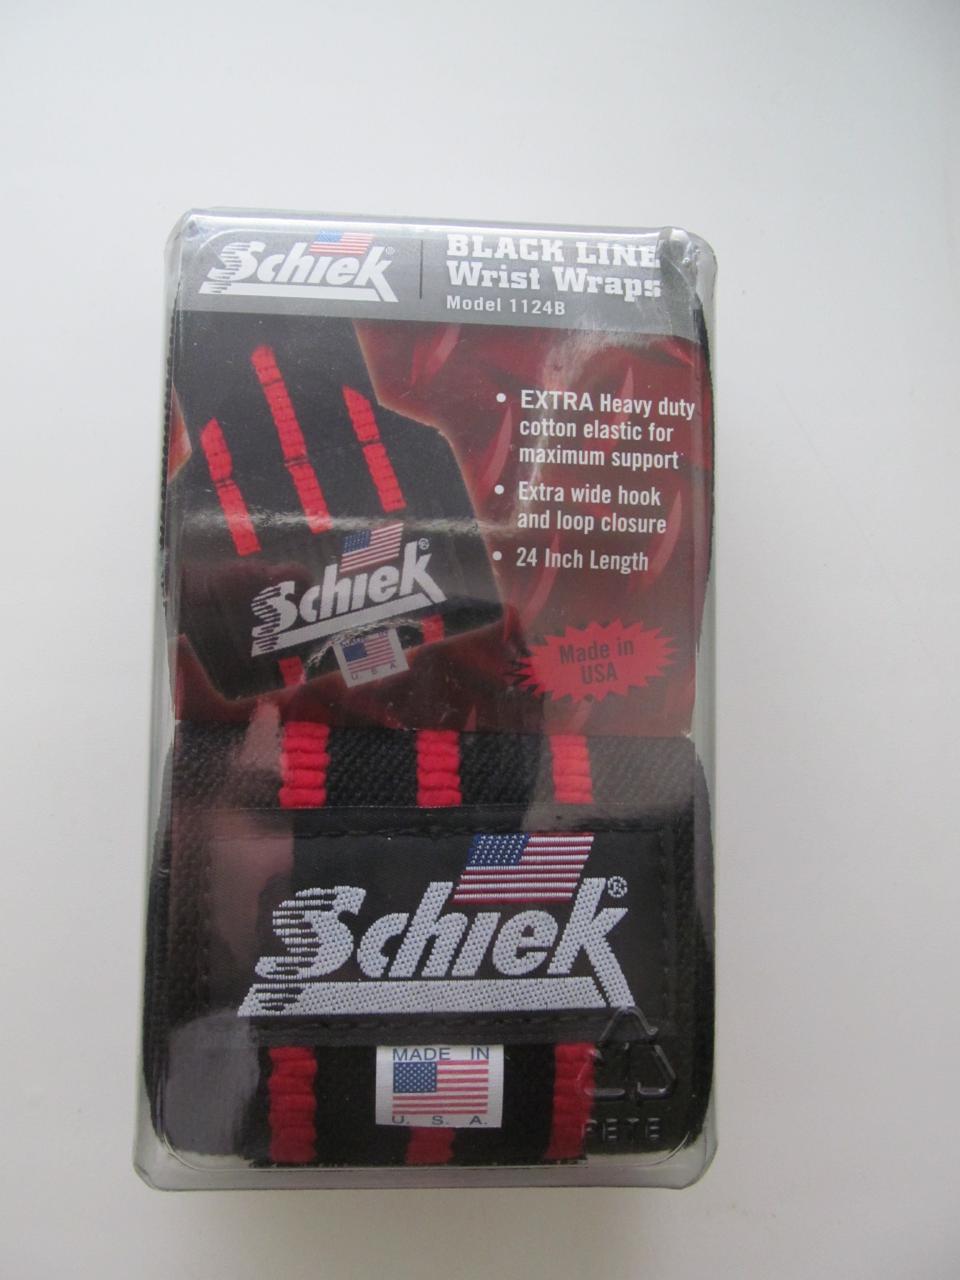 Schiek®
BLACK LINE
Wrist Wraps
Model 1124B
• EXTRA Heavy duty
cotton elastic for
maximum support
• Extra wide hook
and loop closure
• 24 Inch Length
Schiek®
U. S. A
Made in
USA
Schiek®
MADE IN
U. S. A.
PETE